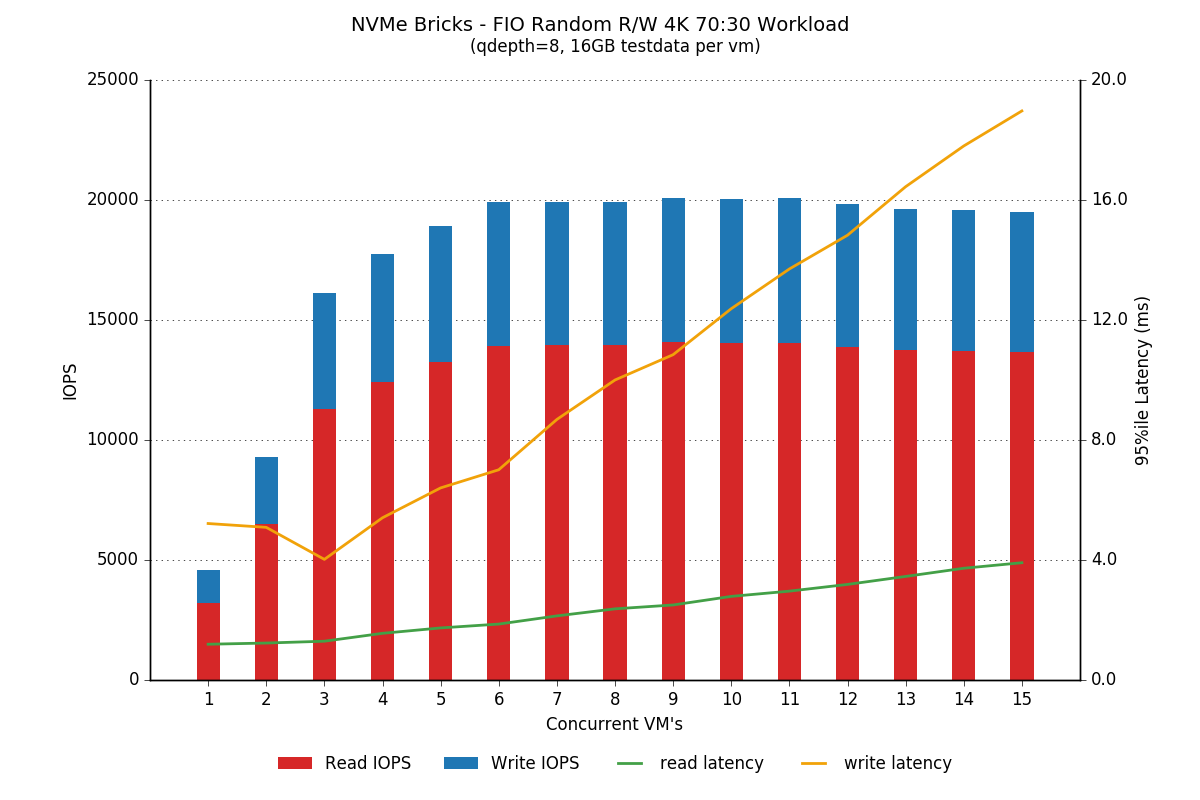 NVMe Bricks - FIO Random R/W 4K 70:30 Workload
(qdepth=8, 16GB testdata per vm)
25000
20000
15000
10000
5000
0
IOPS
20.0
16.0
12.0
8.0
4.0
0.0
95%ile Latency (ms)
1 2 3 4 5 6 7 8 9 10 11 12 13 14 15
Concurrent VM's
Read IOPS Write IOPS read latency write latency